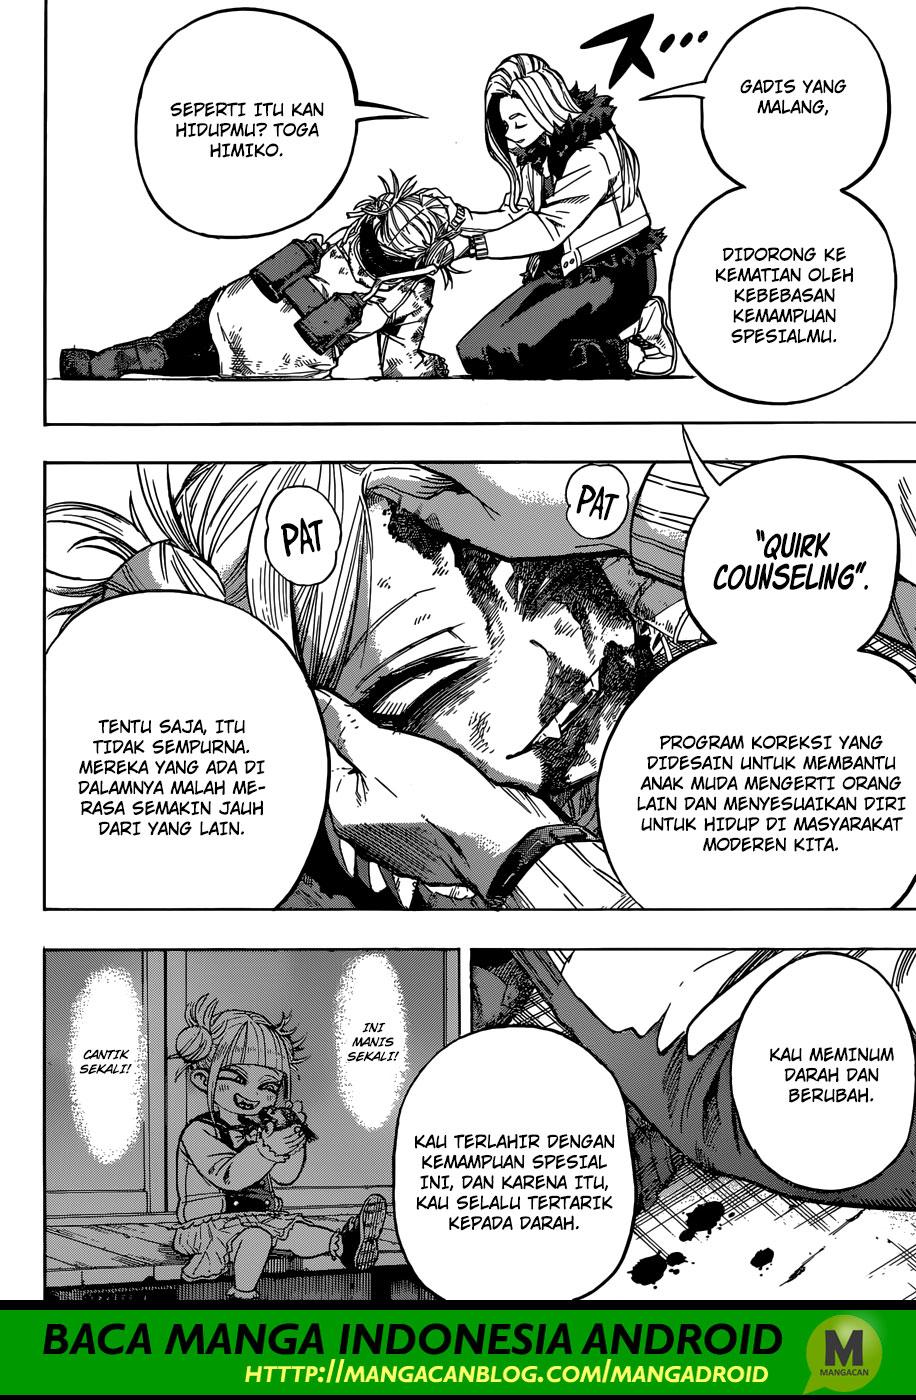 ス...
GADIS YANG
MALANG,
DIDORONG KE
KEMATIAN OLEH
KEBEBASAN
KEMAMPUAN
SPESIALMU.
SEPERTI ITU KAN
HIDUPMU? TOGA
HIMIKO.
PAT
PAT
"QUIRK
COUNSELING".
PROGRAM KOREKSI YANG
DIDESAIN UNTUK MEMBANTU
ANAK MUDA MENGERTI ORANG
LAIN DAN MENYESUAIKAN DIRI
UNTUK HIDUP DI MASYARAKAT
MODEREN KITA.
TENTU SAJA, ITU
TIDAK SEMPURNA.
MEREKA YANG ADA DI
DALAMNYA MALAH ME-
RASA SEMAKIN JAUH
DARI YANG LAIN.
KAU MEMINUM
DARAH DAN
BERUBAH.
KAU TERLAHIR DENGAN
KEMAMPUAN SPESIAL
INI, DAN KARENA ITU,
KAU SELALU TERTARIK
KEPADA DARAH.
INI
MANIS
SEKALI!
CANTIK
SEKALI!
BACA MANGA INDONESIA ANDROID
HTTTP://MANGACANBLOG.COM/MANGADROID
M
MANGACAN